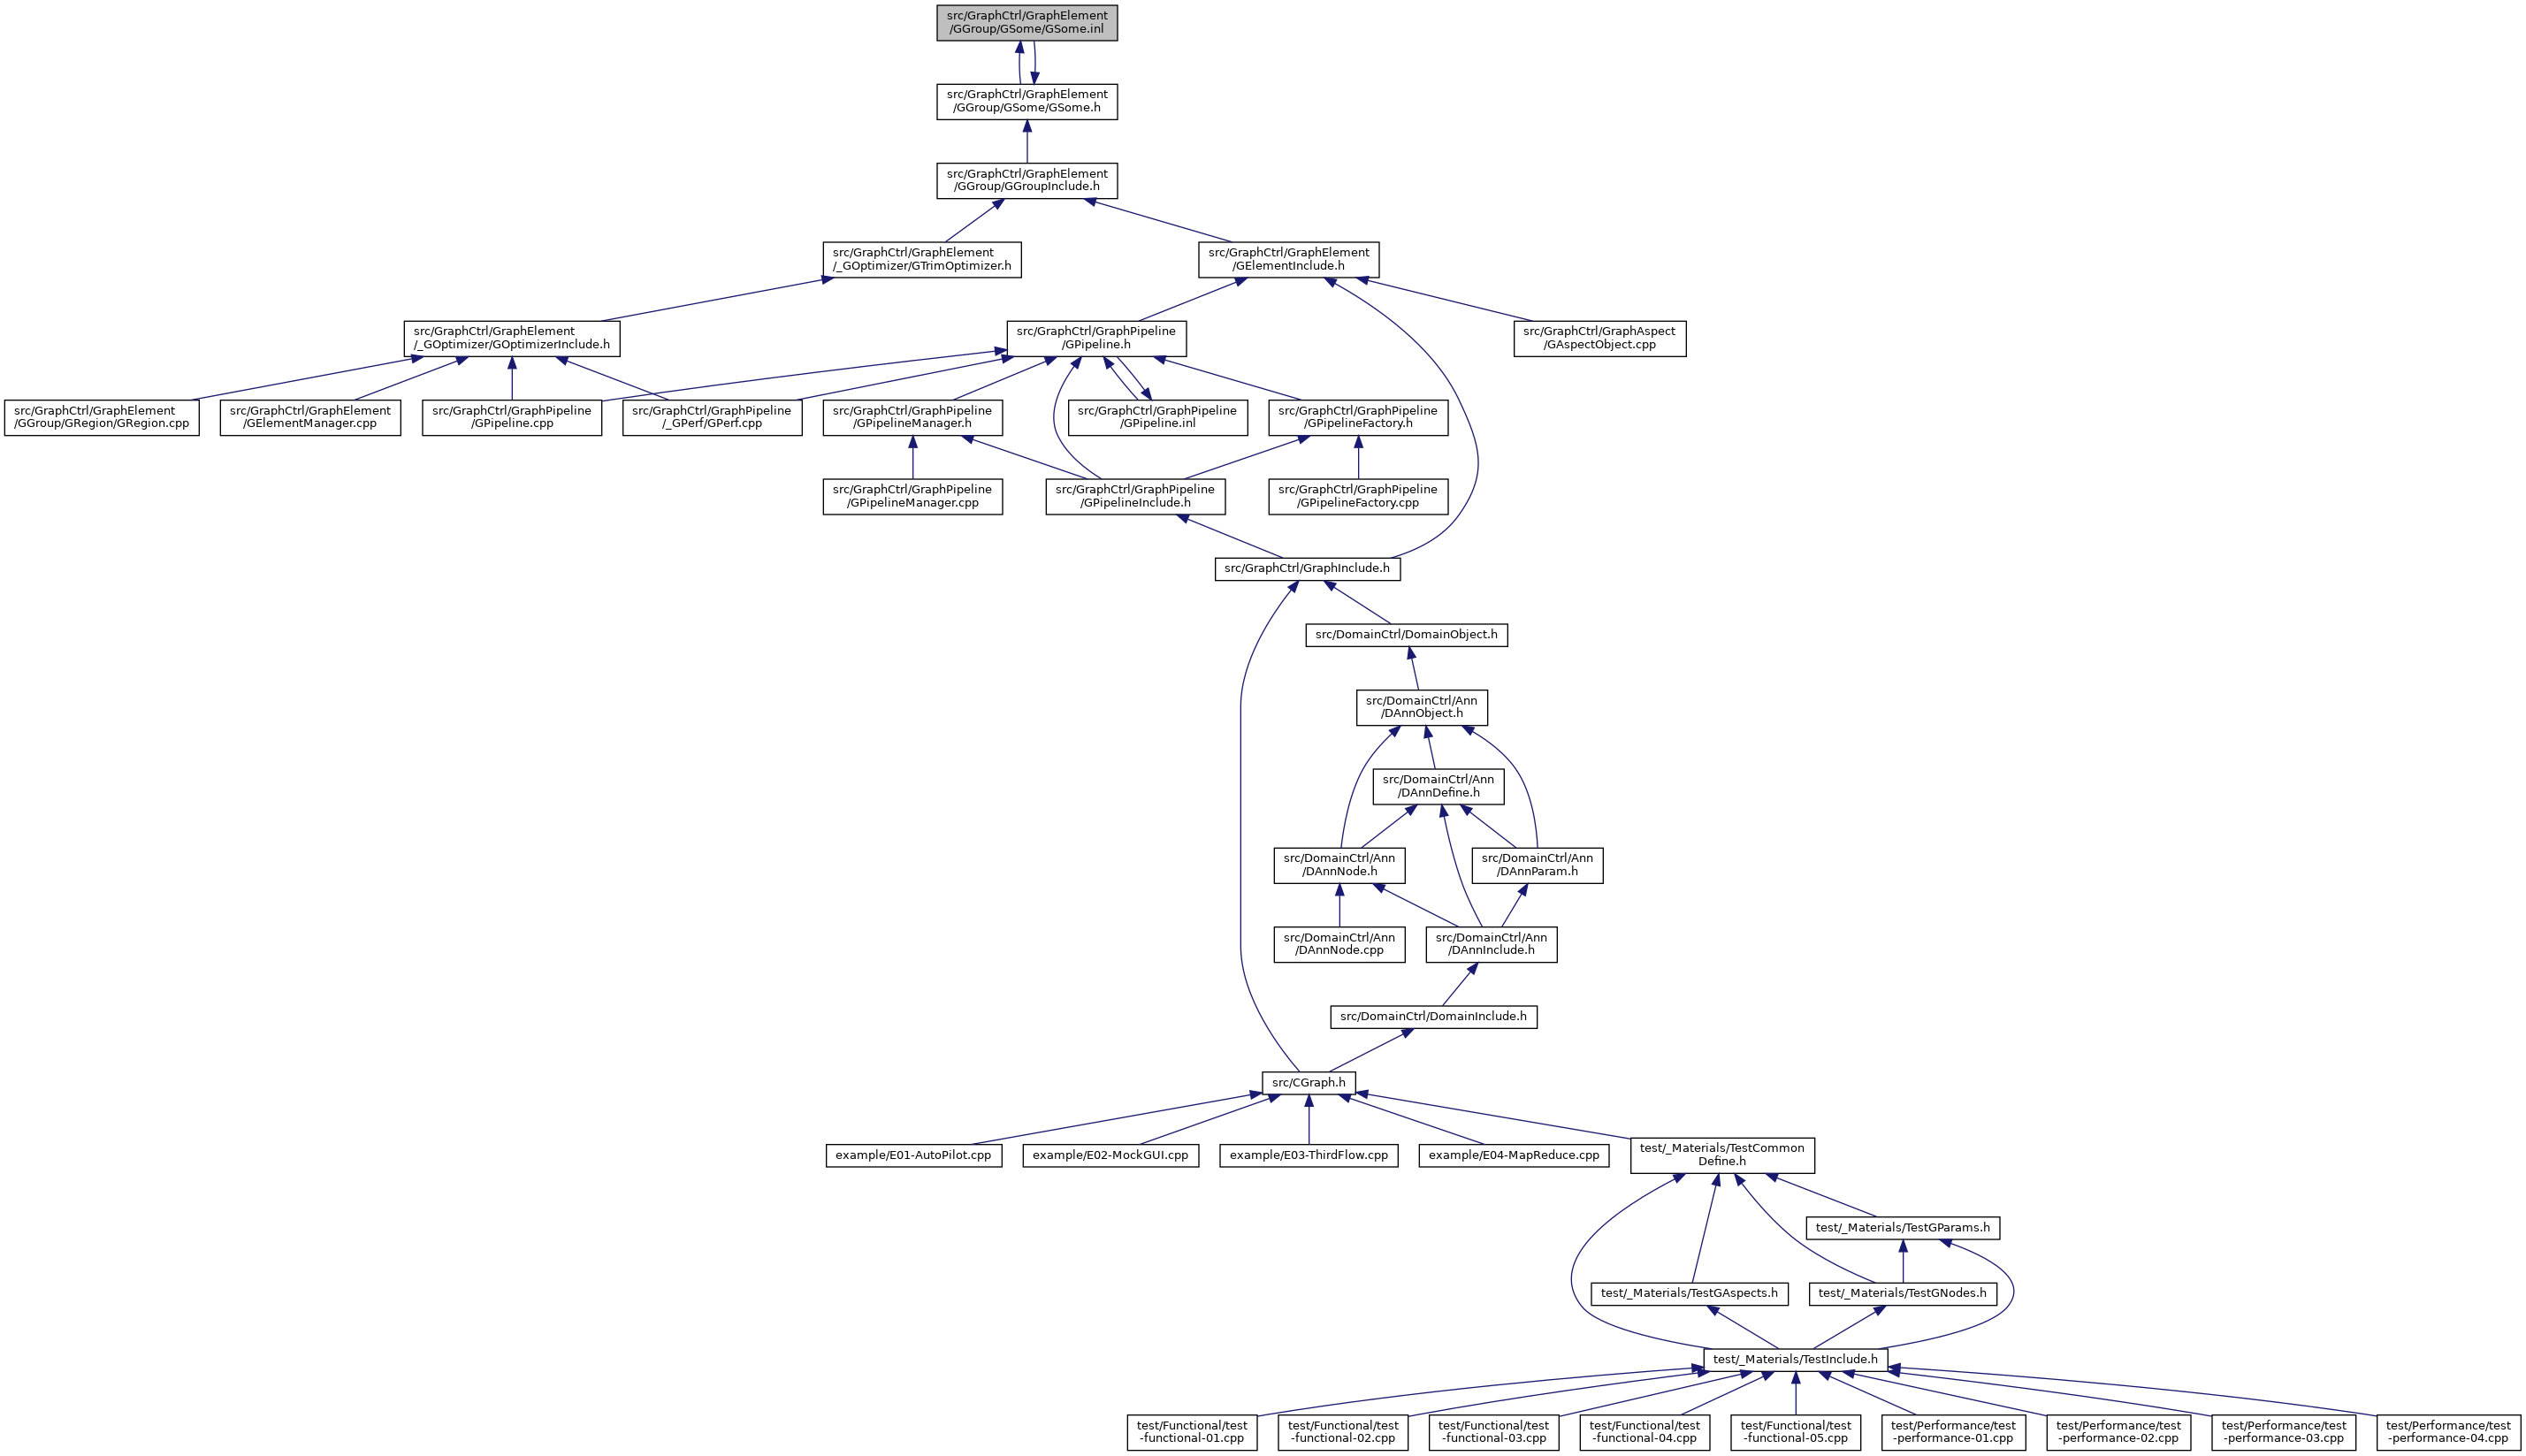 src/GraphCtrl/GraphElement
/GGroup/GSome/GSome.inl
src/GraphCtrl/GraphElement
/GGroup/GSome/GSome.h
src/GraphCtrl/GraphElement
/GGroup/GGroupInclude.h
src/GraphCtrl/GraphElement
/_GOptimizer/GTrimOptimizer.h
src/GraphCtrl/GraphElement
/GElementInclude.h
src/GraphCtrl/GraphElement
/_GOptimizer/GOptimizerInclude.h
src/GraphCtrl/GraphPipeline
/GPipeline.h
src/GraphCtrl/GraphAspect
/GAspectObject.cpp
src/GraphCtrl/GraphElement
/GGroup/GRegion/GRegion.cpp
src/GraphCtrl/GraphElement
/GElementManager.cpp
src/GraphCtrl/GraphPipeline
/GPipeline.cpp
src/GraphCtrl/GraphPipeline
/_GPerf/GPerf.cpp
src/GraphCtrl/GraphPipeline
/GPipelineManager.h
src/GraphCtrl/GraphPipeline
/GPipeline.inl
src/GraphCtrl/GraphPipeline
/GPipelineFactory.h
src/GraphCtrl/GraphPipeline
/GPipelineManager.cpp
src/GraphCtrl/GraphPipeline
/GPipelineInclude.h
src/GraphCtrl/GraphPipeline
/GPipelineFactory.cpp
src/GraphCtrl/GraphInclude.h
src/DomainCtrl/DomainObject.h
src/DomainCtrl/Ann
/DAnnObject.h
src/DomainCtrl/Ann
/DAnnDefine.h
src/DomainCtrl/Ann
/DAnnNode.h
src/DomainCtrl/Ann
/DAnnParam.h
src/DomainCtrl/Ann
/DAnnNode.cpp
src/DomainCtrl/Ann
/DAnnInclude.h
src/DomainCtrl/DomainInclude.h
src/CGraph.h
example/E01-AutoPilot.cpp
example/E02-MockGUI.cpp
example/E03-ThirdFlow.cpp
example/E04-MapReduce.cpp
test/_Materials/TestCommon
Define.h
test/_Materials/TestGParams.h
test/_Materials/TestGAspects.h
test/_Materials/TestGNodes.h
test/_Materials/TestInclude.h
test/Functional/test
-functional-01.cpp
test/Functional/test
-functional-02.cpp
test/Functional/test
-functional-03.cpp
test/Functional/test
-functional-04.cpp
test/Functional/test
-functional-05.cpp
test/Performance/test
-performance-01.cpp
test/Performance/test
-performance-02.cpp
test/Performance/test
-performance-03.cpp
test/Performance/test
-performance-04.cpp